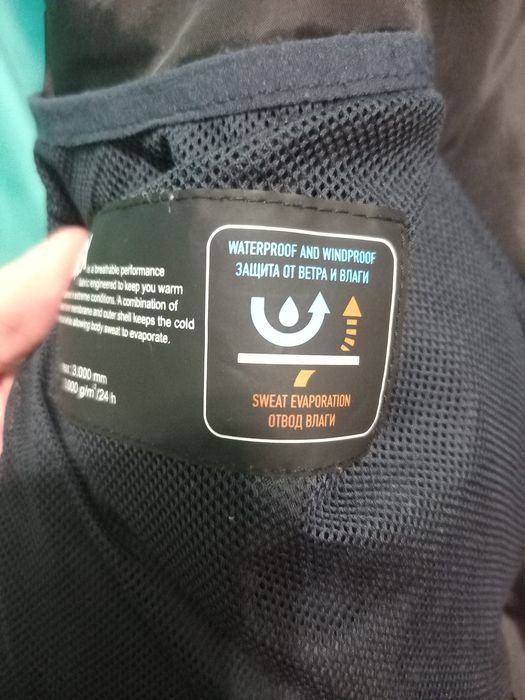 is a breathable performance
engineered to keep you warm
extreme conditions. A combination of
membrane and outer shell keeps the cold
allowing body sweat to evaporate.
3.000 mm
g/m²/24 h
WATERPROOF AND WINDPROOF
ЗАЩИТА ОТ ВЕТРА И ВЛАГИ
SWEAT EVAPORATION
ОТВОД ВЛАГИ